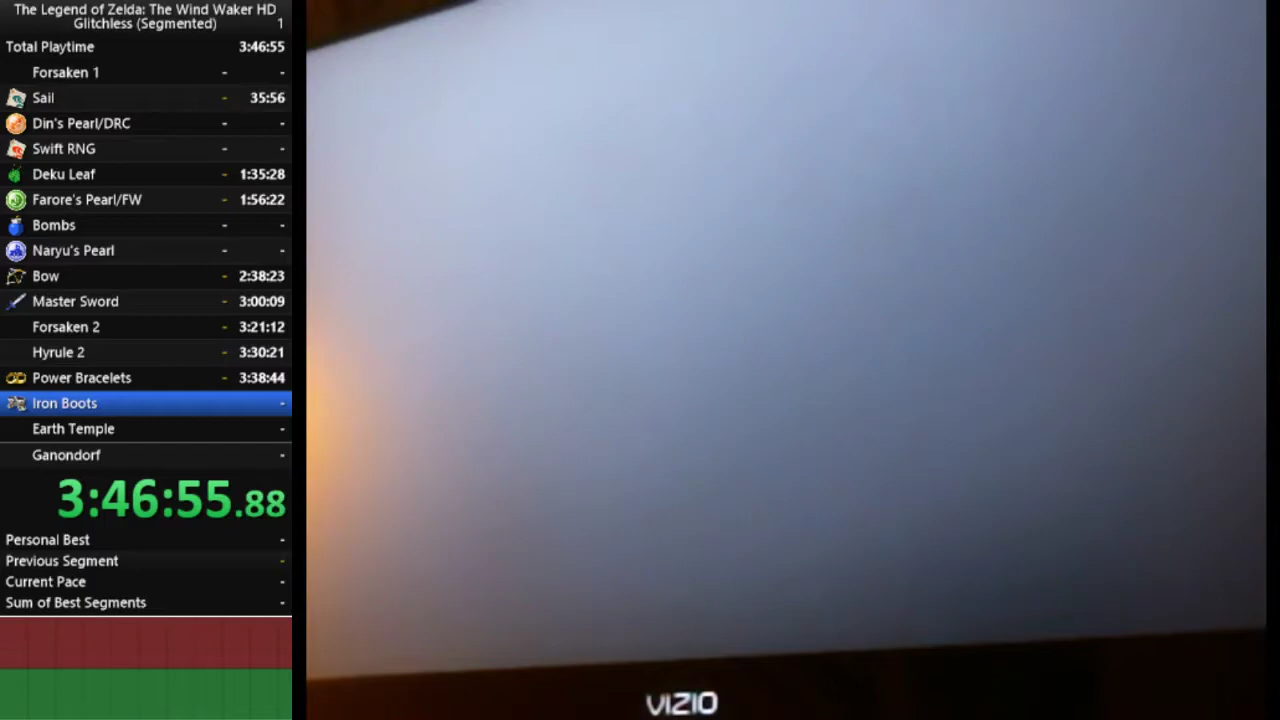 The Legend of Zelda: The Wind Waker HD
Glitchless (Segmented) 1
Total Playtime 3:46:55
Forsaken 1 - -
Sail - 35:56
Din's Pearl/DRC - -
Swift RNG - -
Deku Leaf - 1:35:28
Farore's Pearl/FW - 1:56:22
Bombs - -
Naryu's Pearl - -
Bow - 2:38:23
Master Sword - 3:00:09
Forsaken 2 - 3:21:12
Hyrule 2 - 3:30:21
Power Bracelets - 3:38:44
Iron Boots -
Earth Temple -
Ganondorf -
3:46:55.88
Personal Best -
Previous Segment -
Current Pace -
Sum of Best Segments -
VIZIO